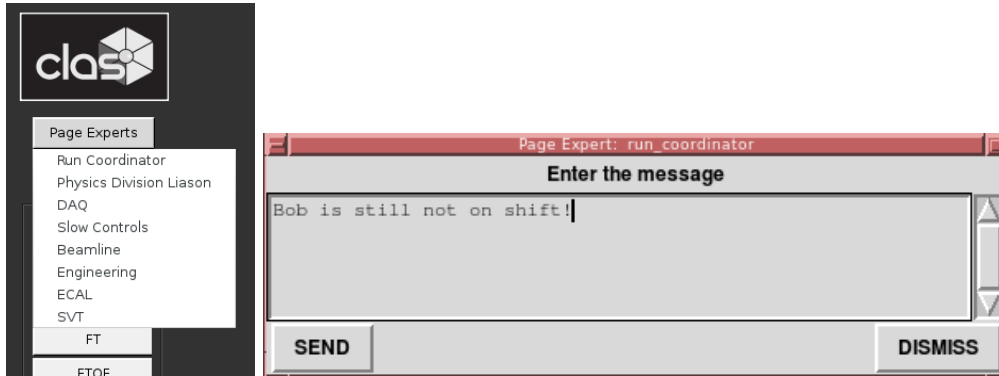 clas
Page Experts
Run Coordinator
Physics Division Liason
DAQ
Slow Controls
Beamline
Engineering
ECAL
SVT
FT
FTOF
Page Expert: run_coordinator
Enter the message
Bob is still not on shift!
SEND
DISMISS